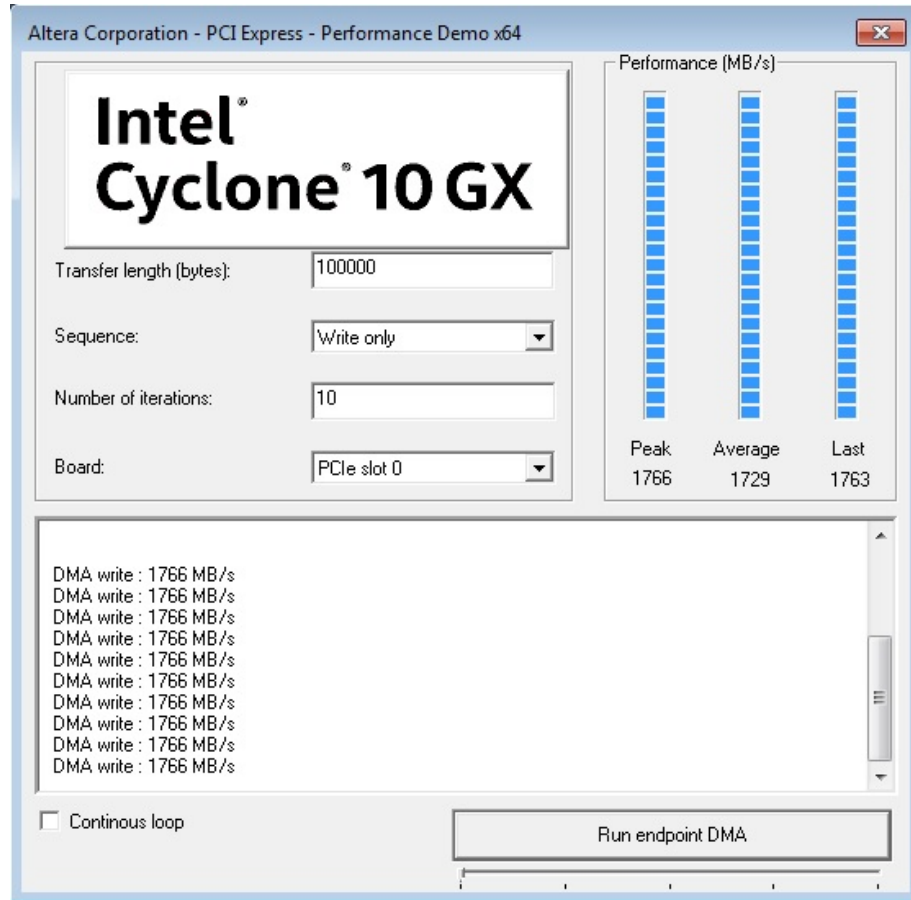 Altera Corporation - PCI Express - Performance Demo x64
Intel®
Cyclone® 10 GX
Transfer length (bytes): 100000
Sequence: Write only
Number of iterations: 10
Board: PCIe slot 0
Performance (MB/s)
Peak Average Last
1766 1729 1763
DMA write : 1766 MB/s
DMA write : 1766 MB/s
DMA write : 1766 MB/s
DMA write : 1766 MB/s
DMA write : 1766 MB/s
DMA write : 1766 MB/s
DMA write : 1766 MB/s
DMA write : 1766 MB/s
DMA write : 1766 MB/s
DMA write : 1766 MB/s
Continous loop
Run endpoint DMA